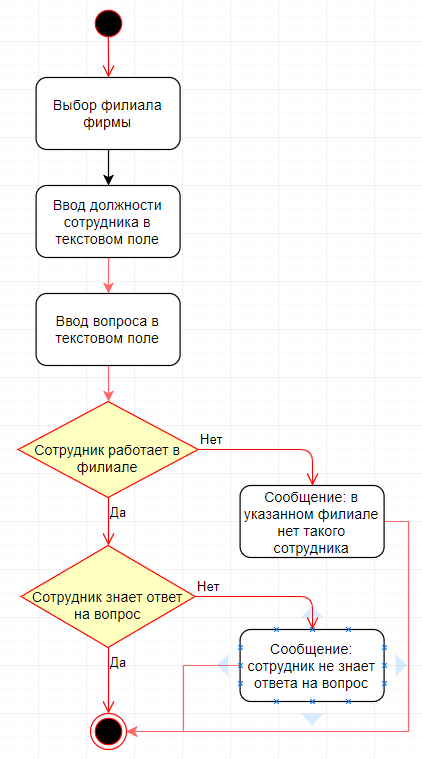 Выбор филиала
фирмы
Ввод должности
сотрудника в
текстовом поле
Ввод вопроса в
текстовом поле
Сотрудник работает в
филиале
Нет
Сообщение: в
указанном филиале
нет такого
сотрудника
Да
Сотрудник знает ответ
на вопрос
Нет
Сообщение:
сотрудник не знает
ответа на вопрос
Да